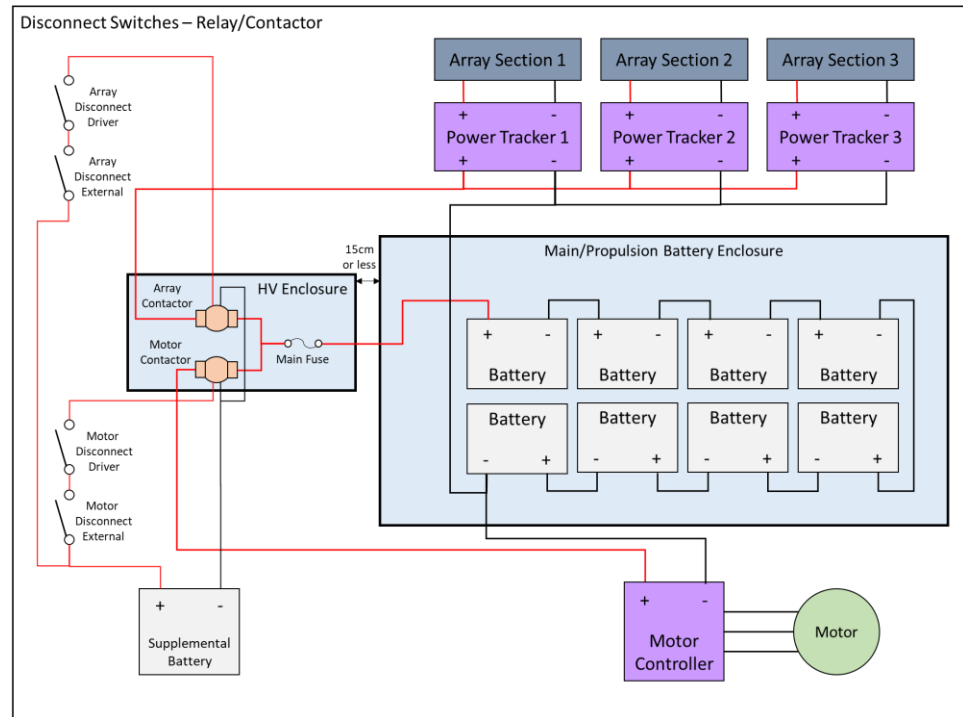 Disconnect Switches – Relay/Contactor
Array Section 1
Array Section 2
Array Section 3
+ -
Power Tracker 1
+ -
+ -
Power Tracker 2
+ -
+ -
Power Tracker 3
+ -
Array
Disconnect
Driver
Array
Disconnect
External
15cm
or less
HV Enclosure
Array
Contactor
Motor
Contactor
Main Fuse
Main/Propulsion Battery Enclosure
+ -
Battery
+ -
Battery
+ -
Battery
+ -
Battery
Battery
- +
Battery
- +
Battery
- +
Battery
- +
Motor
Disconnect
Driver
Motor
Disconnect
External
+ -
Supplemental
Battery
+ -
Motor
Controller
Motor